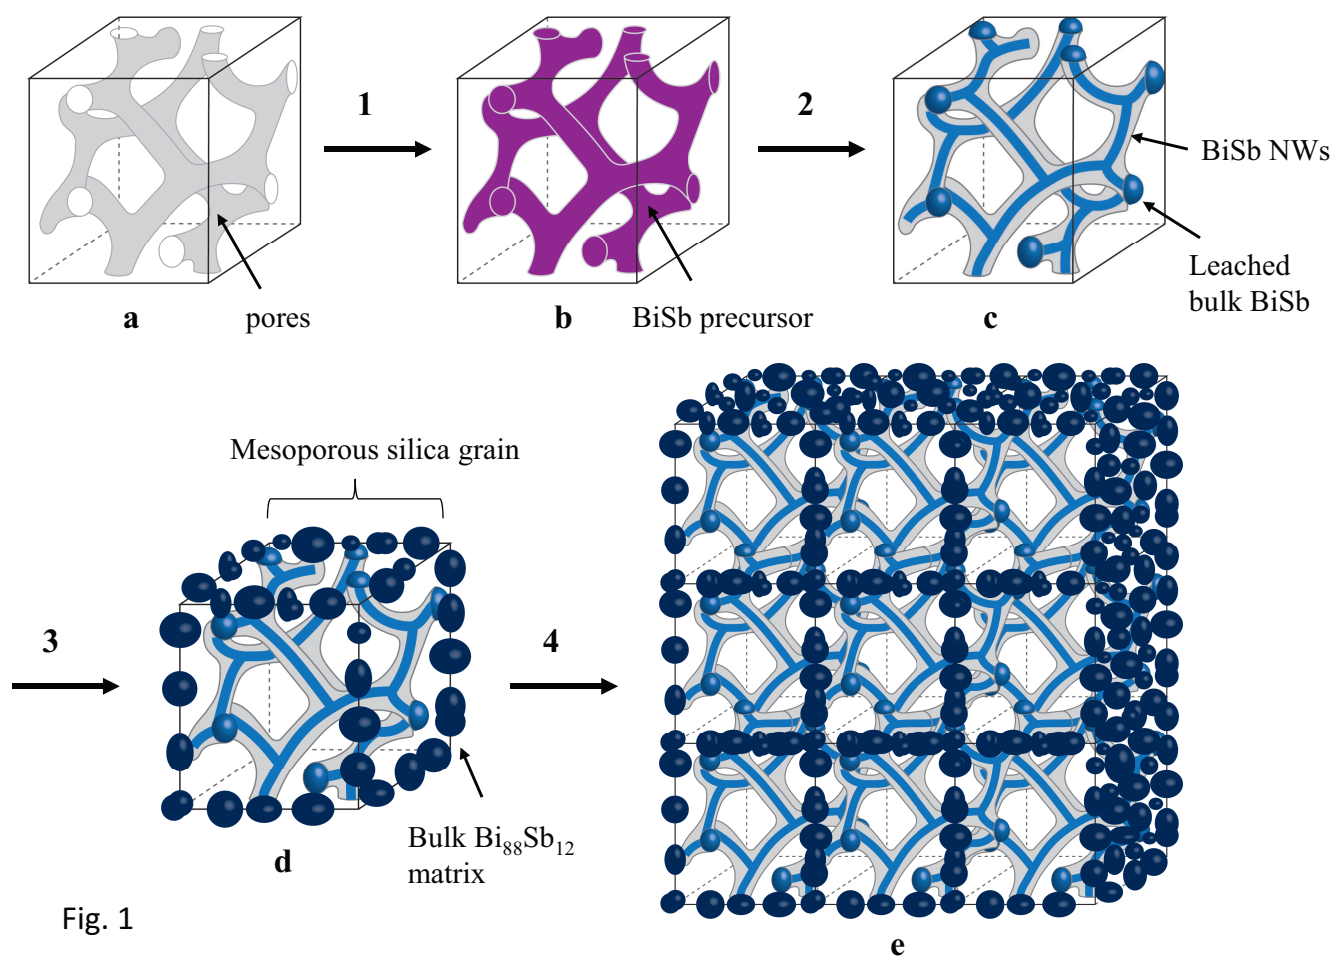 1
2
BiSb NWs
Leached
bulk BiSb
a
pores
b
BiSb precursor
c
Mesoporous silica grain
3
4
Bulk Bi₈₈Sb₁₂
matrix
d
Fig. 1
e